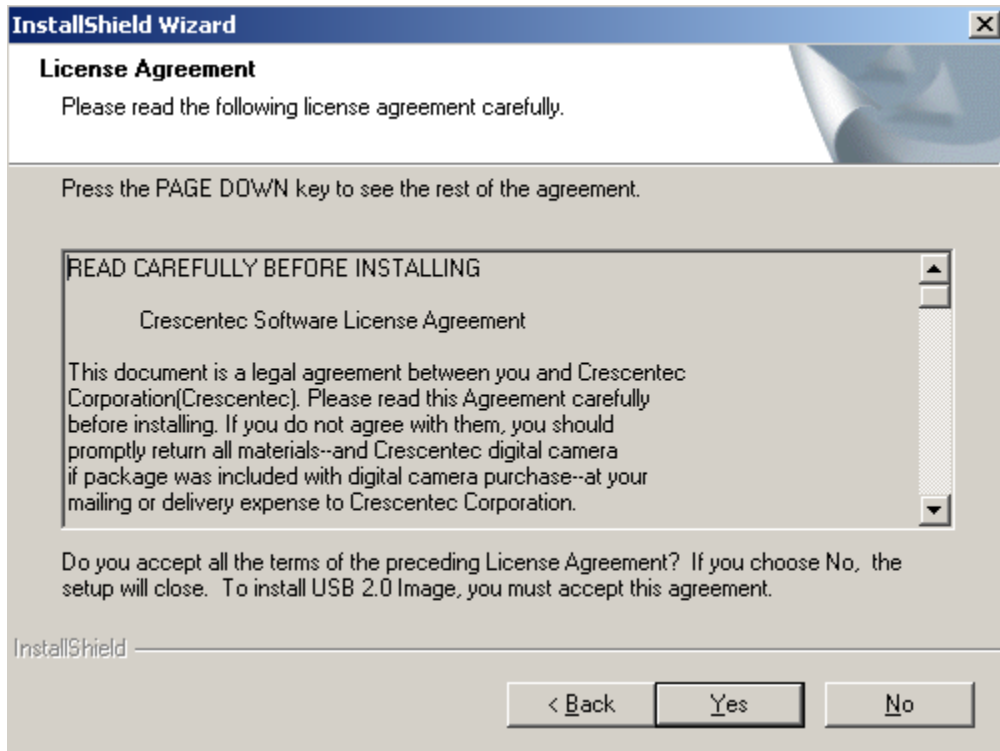 InstallShield Wizard
License Agreement
Please read the following license agreement carefully.
Press the PAGE DOWN key to see the rest of the agreement.
READ CAREFULLY BEFORE INSTALLING
Crescentec Software License Agreement
This document is a legal agreement between you and Crescentec
Corporation(Crescentec). Please read this Agreement carefully
before installing. If you do not agree with them, you should
promptly return all materials--and Crescentec digital camera
if package was included with digital camera purchase--at your
mailing or delivery expense to Crescentec Corporation.
Do you accept all the terms of the preceding License Agreement?  If you choose No,  the
setup will close.  To install USB 2.0 Image, you must accept this agreement.
InstallShield
< Back
Yes
No